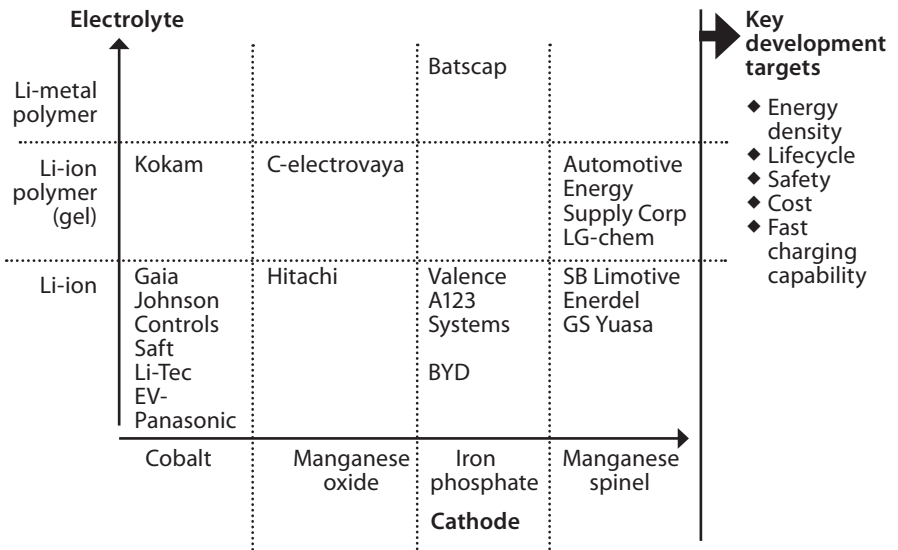 Electrolyte
Key
development
targets
◆ Energy
density
◆ Lifecycle
◆ Safety
◆ Cost
◆ Fast
charging
capability
Li-metal
polymer
Batscap
Li-ion
polymer
(gel)
Kokam
C-electrovaya
Automotive
Energy
Supply Corp
LG-chem
Li-ion
Gaia
Johnson
Controls
Saft
Li-Tec
EV-
Panasonic
Hitachi
Valence
A123
Systems
BYD
SB Limotive
Enerdel
GS Yuasa
Cobalt
Manganese
oxide
Iron
phosphate
Manganese
spinel
Cathode